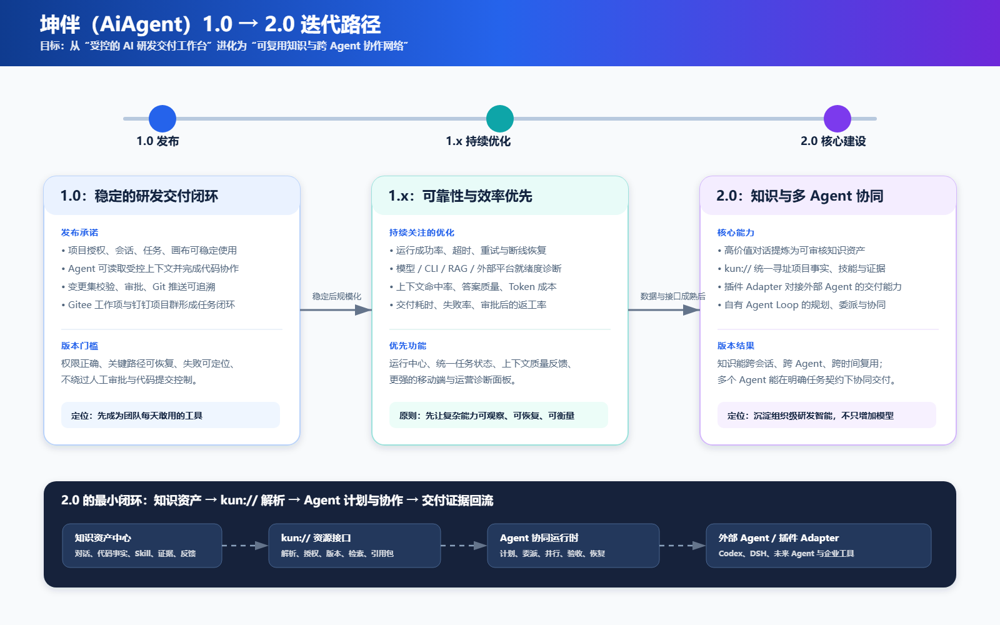 坤伴（AiAgent）1.0 → 2.0 迭代路径
目标：从“受控的 AI 研发交付工作台”进化为“可复用知识与跨 Agent 协作网络”
1.0 发布
1.x 持续优化
2.0 核心建设
1.0：稳定的研发交付闭环
发布承诺
• 项目授权、会话、任务、画布可稳定使用
• Agent 可读取受控上下文并完成代码协作
• 变更集校验、审批、Git 推送可追溯
• Gitee 工作项与钉钉项目群形成任务闭环
版本门槛
权限正确、关键路径可恢复、失败可定位、
不绕过人工审批与代码提交控制。
定位：先成为团队每天敢用的工具
稳定后规模化
1.x：可靠性与效率优先
持续关注的优化
• 运行成功率、超时、重试与断线恢复
• 模型 / CLI / RAG / 外部平台就绪度诊断
• 上下文命中率、答案质量、Token 成本
• 交付耗时、失败率、审批后的返工率
优先功能
运行中心、统一任务状态、上下文质量反馈、
更强的移动端与运营诊断面板。
原则：先让复杂能力可观察、可恢复、可衡量
数据与接口成熟后
2.0：知识与多 Agent 协同
核心能力
• 高价值对话提炼为可审核知识资产
• kun:// 统一寻址项目事实、技能与证据
• 插件 Adapter 对接外部 Agent 的交付能力
• 自有 Agent Loop 的规划、委派与协同
版本结果
知识能跨会话、跨 Agent、跨时间复用；
多个 Agent 能在明确任务契约下协同交付。
定位：沉淀组织级研发智能，不只增加模型
2.0 的最小闭环：知识资产 → kun:// 解析 → Agent 计划与协作 → 交付证据回流
知识资产中心
对话、代码事实、Skill、证据、反馈
kun:// 资源接口
解析、授权、版本、检索、引用包
Agent 协同运行时
计划、委派、并行、验收、恢复
外部 Agent / 插件 Adapter
Codex、DSH、未来 Agent 与企业工具